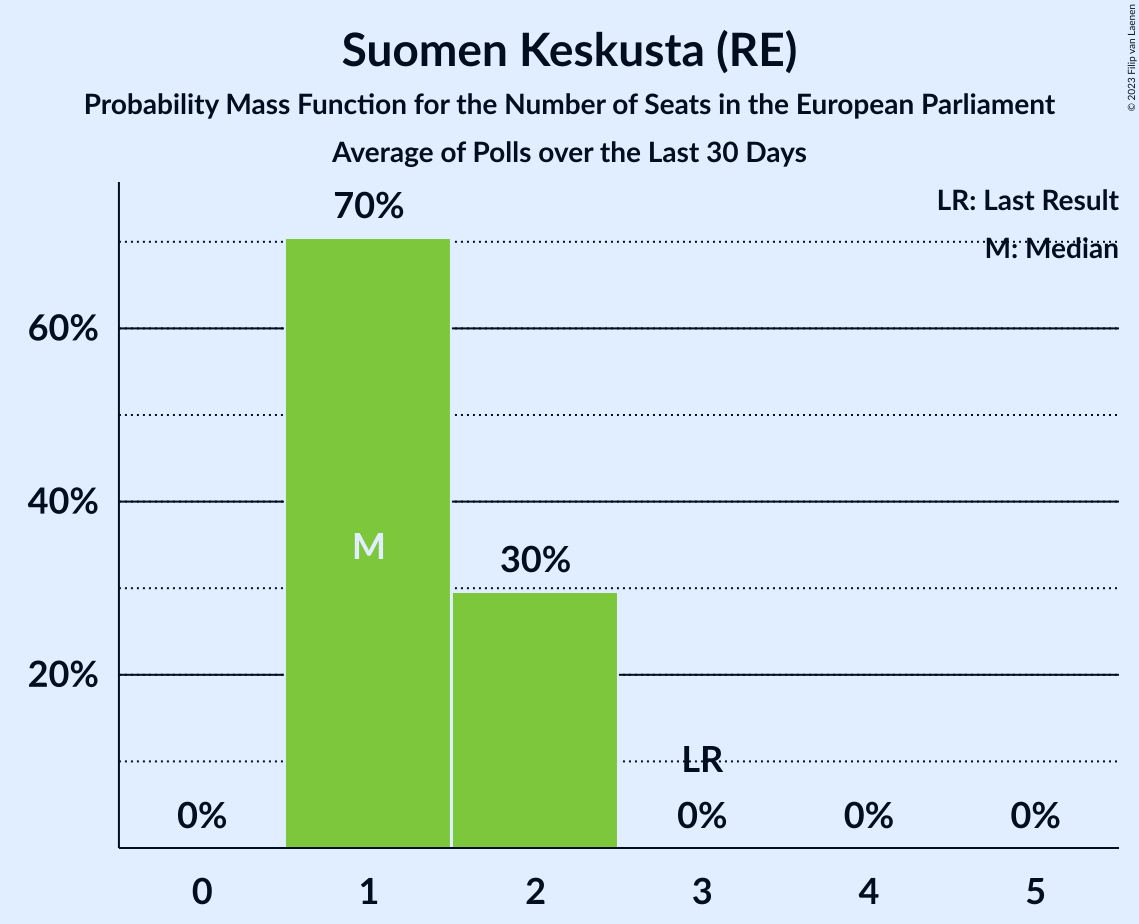 Suomen Keskusta (RE)
Probability Mass Function for the Number of Seats in the European Parliament
Average of Polls over the Last 30 Days
© 2023 Filip van Laenen
LR: Last Result
M: Median
70%
60%
40%
M
30%
20%
LR
0%
0%
0%
0%
0
1
2
3
4
5